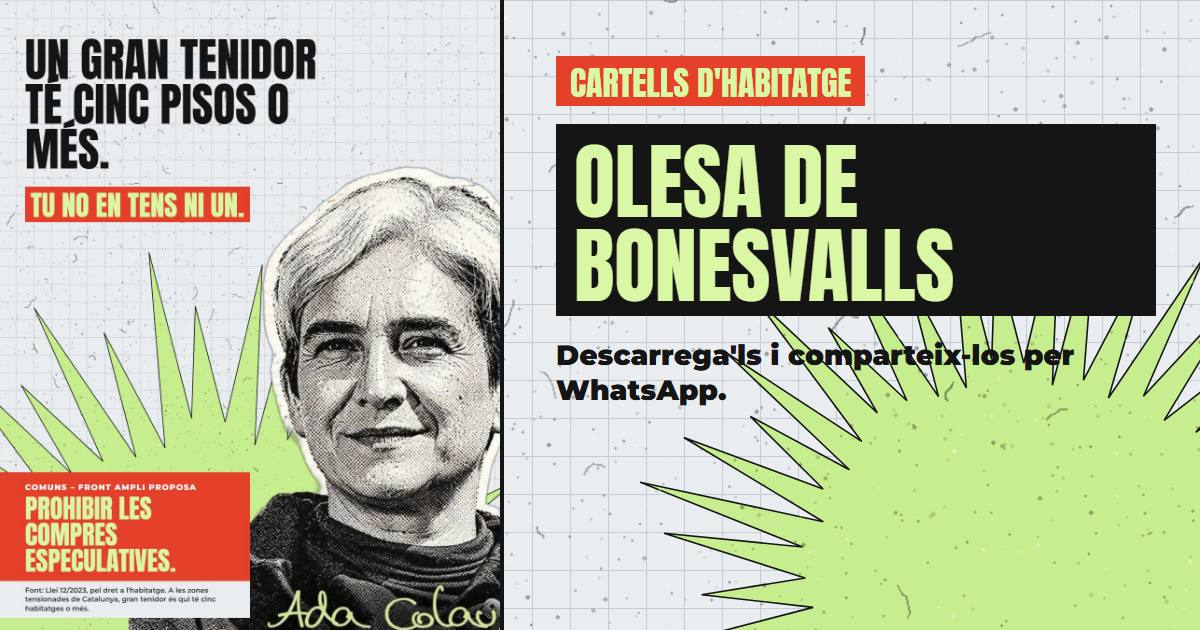 UN GRAN TENIDOR
TÉ CINC PISOS O
MÉS.
TU NO EN TENS NI UN.
COMUNS – FRONT AMPLI PROPOSA
PROHIBIR LES
COMPRES
ESPECULATIVES.
Font: Llei 12/2023, pel dret a l'habitatge. A les zones
tensionades de Catalunya, gran tenidor és qui té cinc
habitatges o més.
Ada Colau
CARTELLS D'HABITATGE
OLESA DE
BONESVALLS
Descarrega'ls i comparteix-los per
WhatsApp.